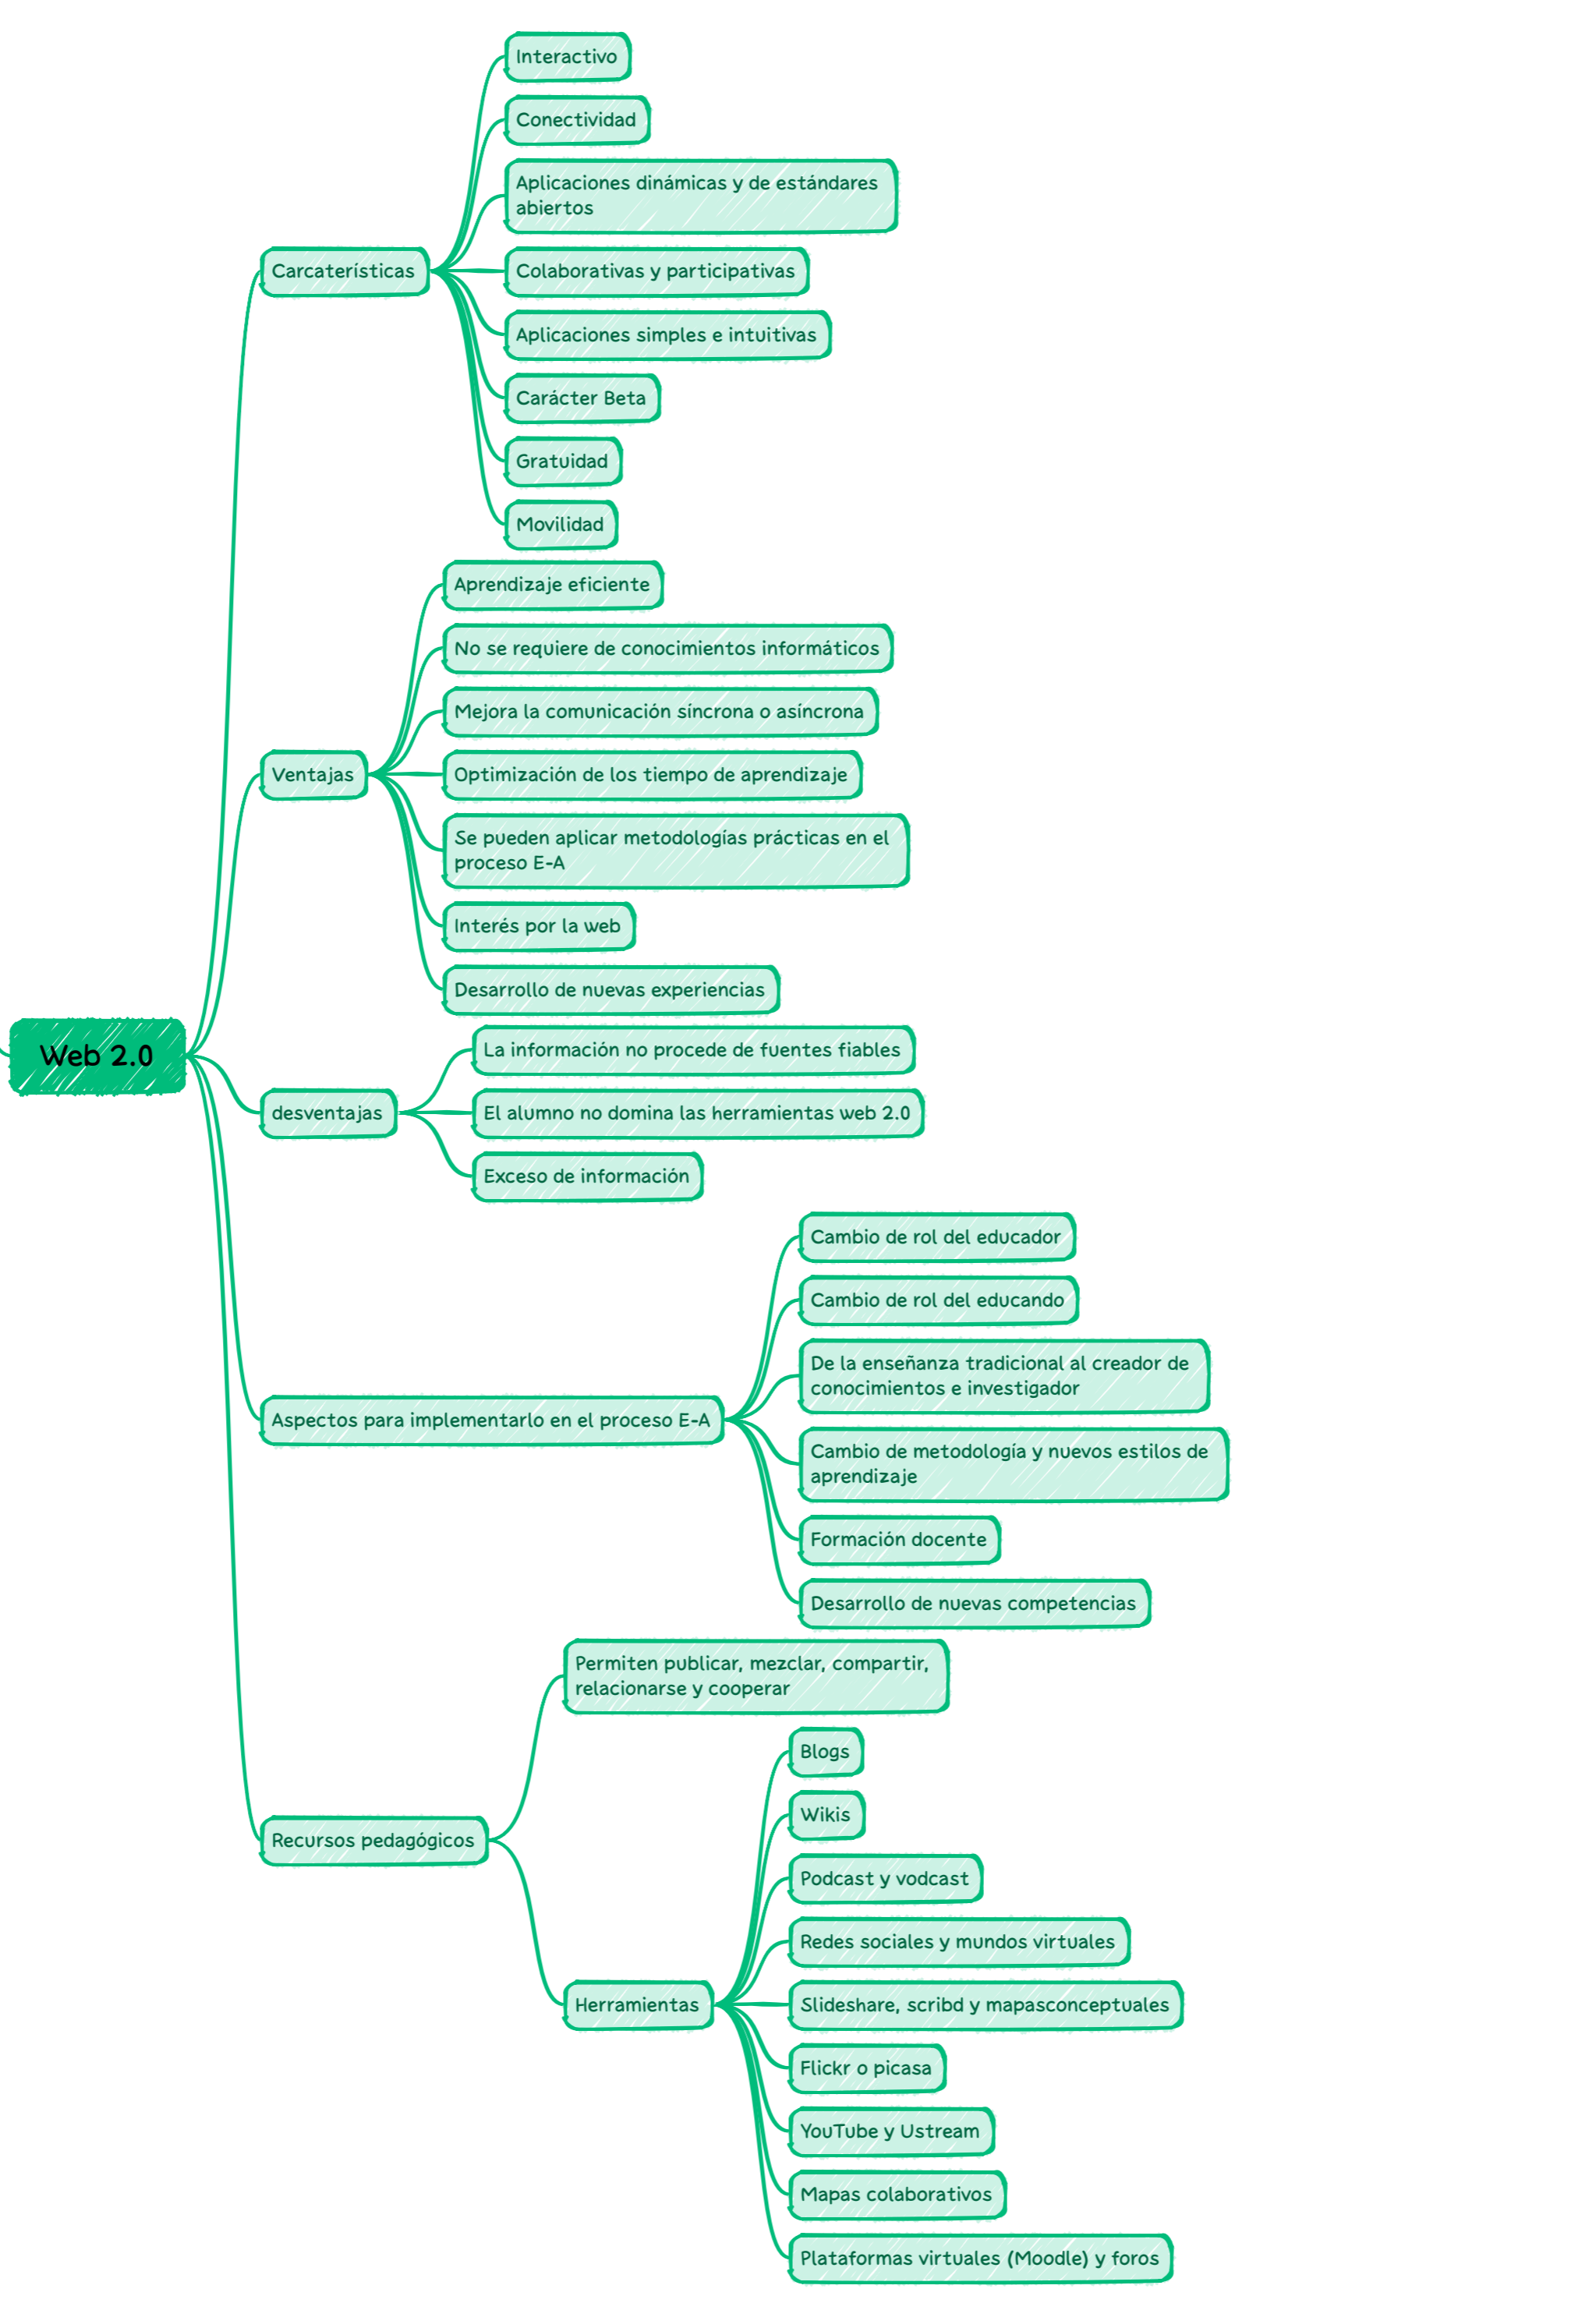 Interactivo
Conectividad
Aplicaciones dinámicas y de estándares
abiertos
Carcaterísticas
Colaborativas y participativas
Aplicaciones simples e intuitivas
Carácter Beta
Gratuidad
Movilidad
Aprendizaje eficiente
No se requiere de conocimientos informáticos
Mejora la comunicación síncrona o asíncrona
Ventajas
Optimización de los tiempo de aprendizaje
Se pueden aplicar metodologías prácticas en el
proceso E-A
Interés por la web
Desarrollo de nuevas experiencias
Web 2.0
La información no procede de fuentes fiables
desventajas
El alumno no domina las herramientas web 2.0
Exceso de información
Cambio de rol del educador
Cambio de rol del educando
De la enseñanza tradicional al creador de
conocimientos e investigador
Aspectos para implementarlo en el proceso E-A
Cambio de metodología y nuevos estilos de
aprendizaje
Formación docente
Desarrollo de nuevas competencias
Permiten publicar, mezclar, compartir,
relacionarse y cooperar
Recursos pedagógicos
Blogs
Wikis
Podcast y vodcast
Redes sociales y mundos virtuales
Herramientas
Slideshare, scribd y mapasconceptuales
Flickr o picasa
YouTube y Ustream
Mapas colaborativos
Plataformas virtuales (Moodle) y foros